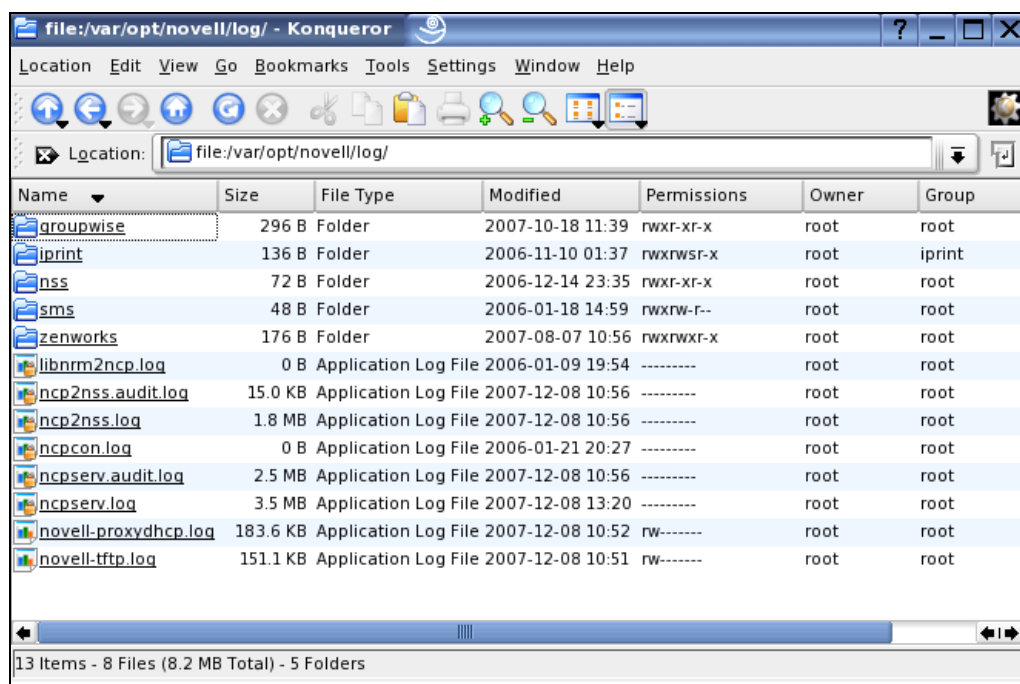 file:/var/opt/novell/log/ - Konqueror
Location Edit View Go Bookmarks Tools Settings Window Help
Location: file:/var/opt/novell/log/
Name Size File Type Modified Permissions Owner Group
groupwise 296 B Folder 2007-10-18 11:39 rwxr-xr-x root root
iprint 136 B Folder 2006-11-10 01:37 rwxrwsr-x root iprint
nss 72 B Folder 2006-12-14 23:35 rwxr-xr-x root root
sms 48 B Folder 2006-01-18 14:59 rwxrw-r-- root root
zenworks 176 B Folder 2007-08-07 10:56 rwxrwxr-x root root
libnrm2ncp.log 0 B Application Log File 2006-01-09 19:54 --------- root root
ncp2nss.audit.log 15.0 KB Application Log File 2007-12-08 10:56 --------- root root
ncp2nss.log 1.8 MB Application Log File 2007-12-08 10:56 --------- root root
ncpcon.log 0 B Application Log File 2006-01-21 20:27 --------- root root
ncpserv.audit.log 2.5 MB Application Log File 2007-12-08 10:56 --------- root root
ncpserv.log 3.5 MB Application Log File 2007-12-08 13:20 --------- root root
novell-proxydhcp.log 183.6 KB Application Log File 2007-12-08 10:52 rw------- root root
novell-tftp.log 151.1 KB Application Log File 2007-12-08 10:51 rw------- root root
13 Items - 8 Files (8.2 MB Total) - 5 Folders